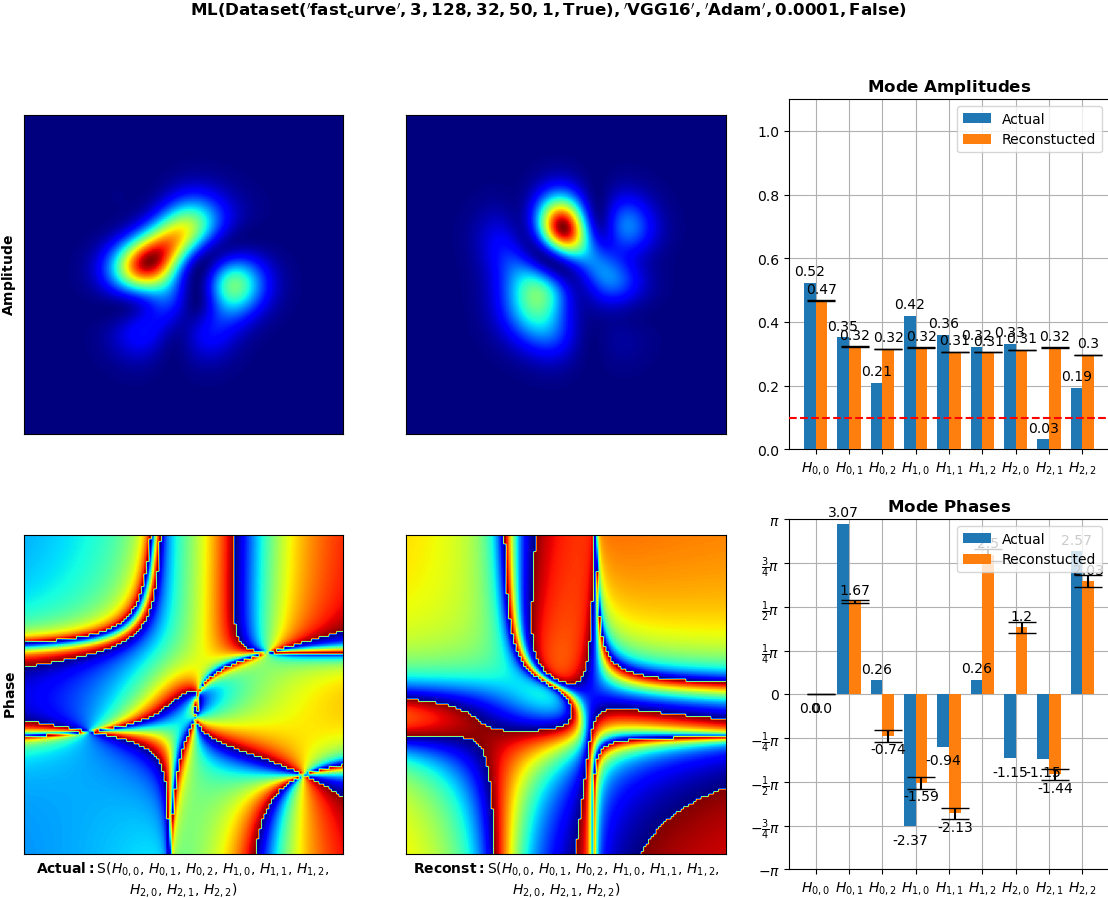 ML(Dataset('fast_curve', 3, 128, 32, 50, 1, True), 'VGG16', 'Adam', 0.0001, False)
Amplitude
Mode Amplitudes
Actual
Reconstucted
1.0
0.8
0.6
0.4
0.2
0.0
0.52
0.47
0.35
0.32
0.21
0.32
0.42
0.32
0.36
0.31
0.32
0.31
0.33
0.31
0.03
0.32
0.19
0.3
H0,0 H0,1 H0,2 H1,0 H1,1 H1,2 H2,0 H2,1 H2,2
Phase
Mode Phases
Actual
Reconstucted
π
3/4π
1/2π
1/4π
0
−1/4π
−1/2π
−3/4π
−π
0.0
0.0
3.07
1.67
0.26
-0.74
-2.37
-1.59
-0.94
-2.13
0.26
2.5
-1.15
1.2
-1.15
-1.44
2.57
H0,0 H0,1 H0,2 H1,0 H1,1 H1,2 H2,0 H2,1 H2,2
Actual: S(H0,0, H0,1, H0,2, H1,0, H1,1, H1,2,
H2,0, H2,1, H2,2)
Reconst: S(H0,0, H0,1, H0,2, H1,0, H1,1, H1,2,
H2,0, H2,1, H2,2)